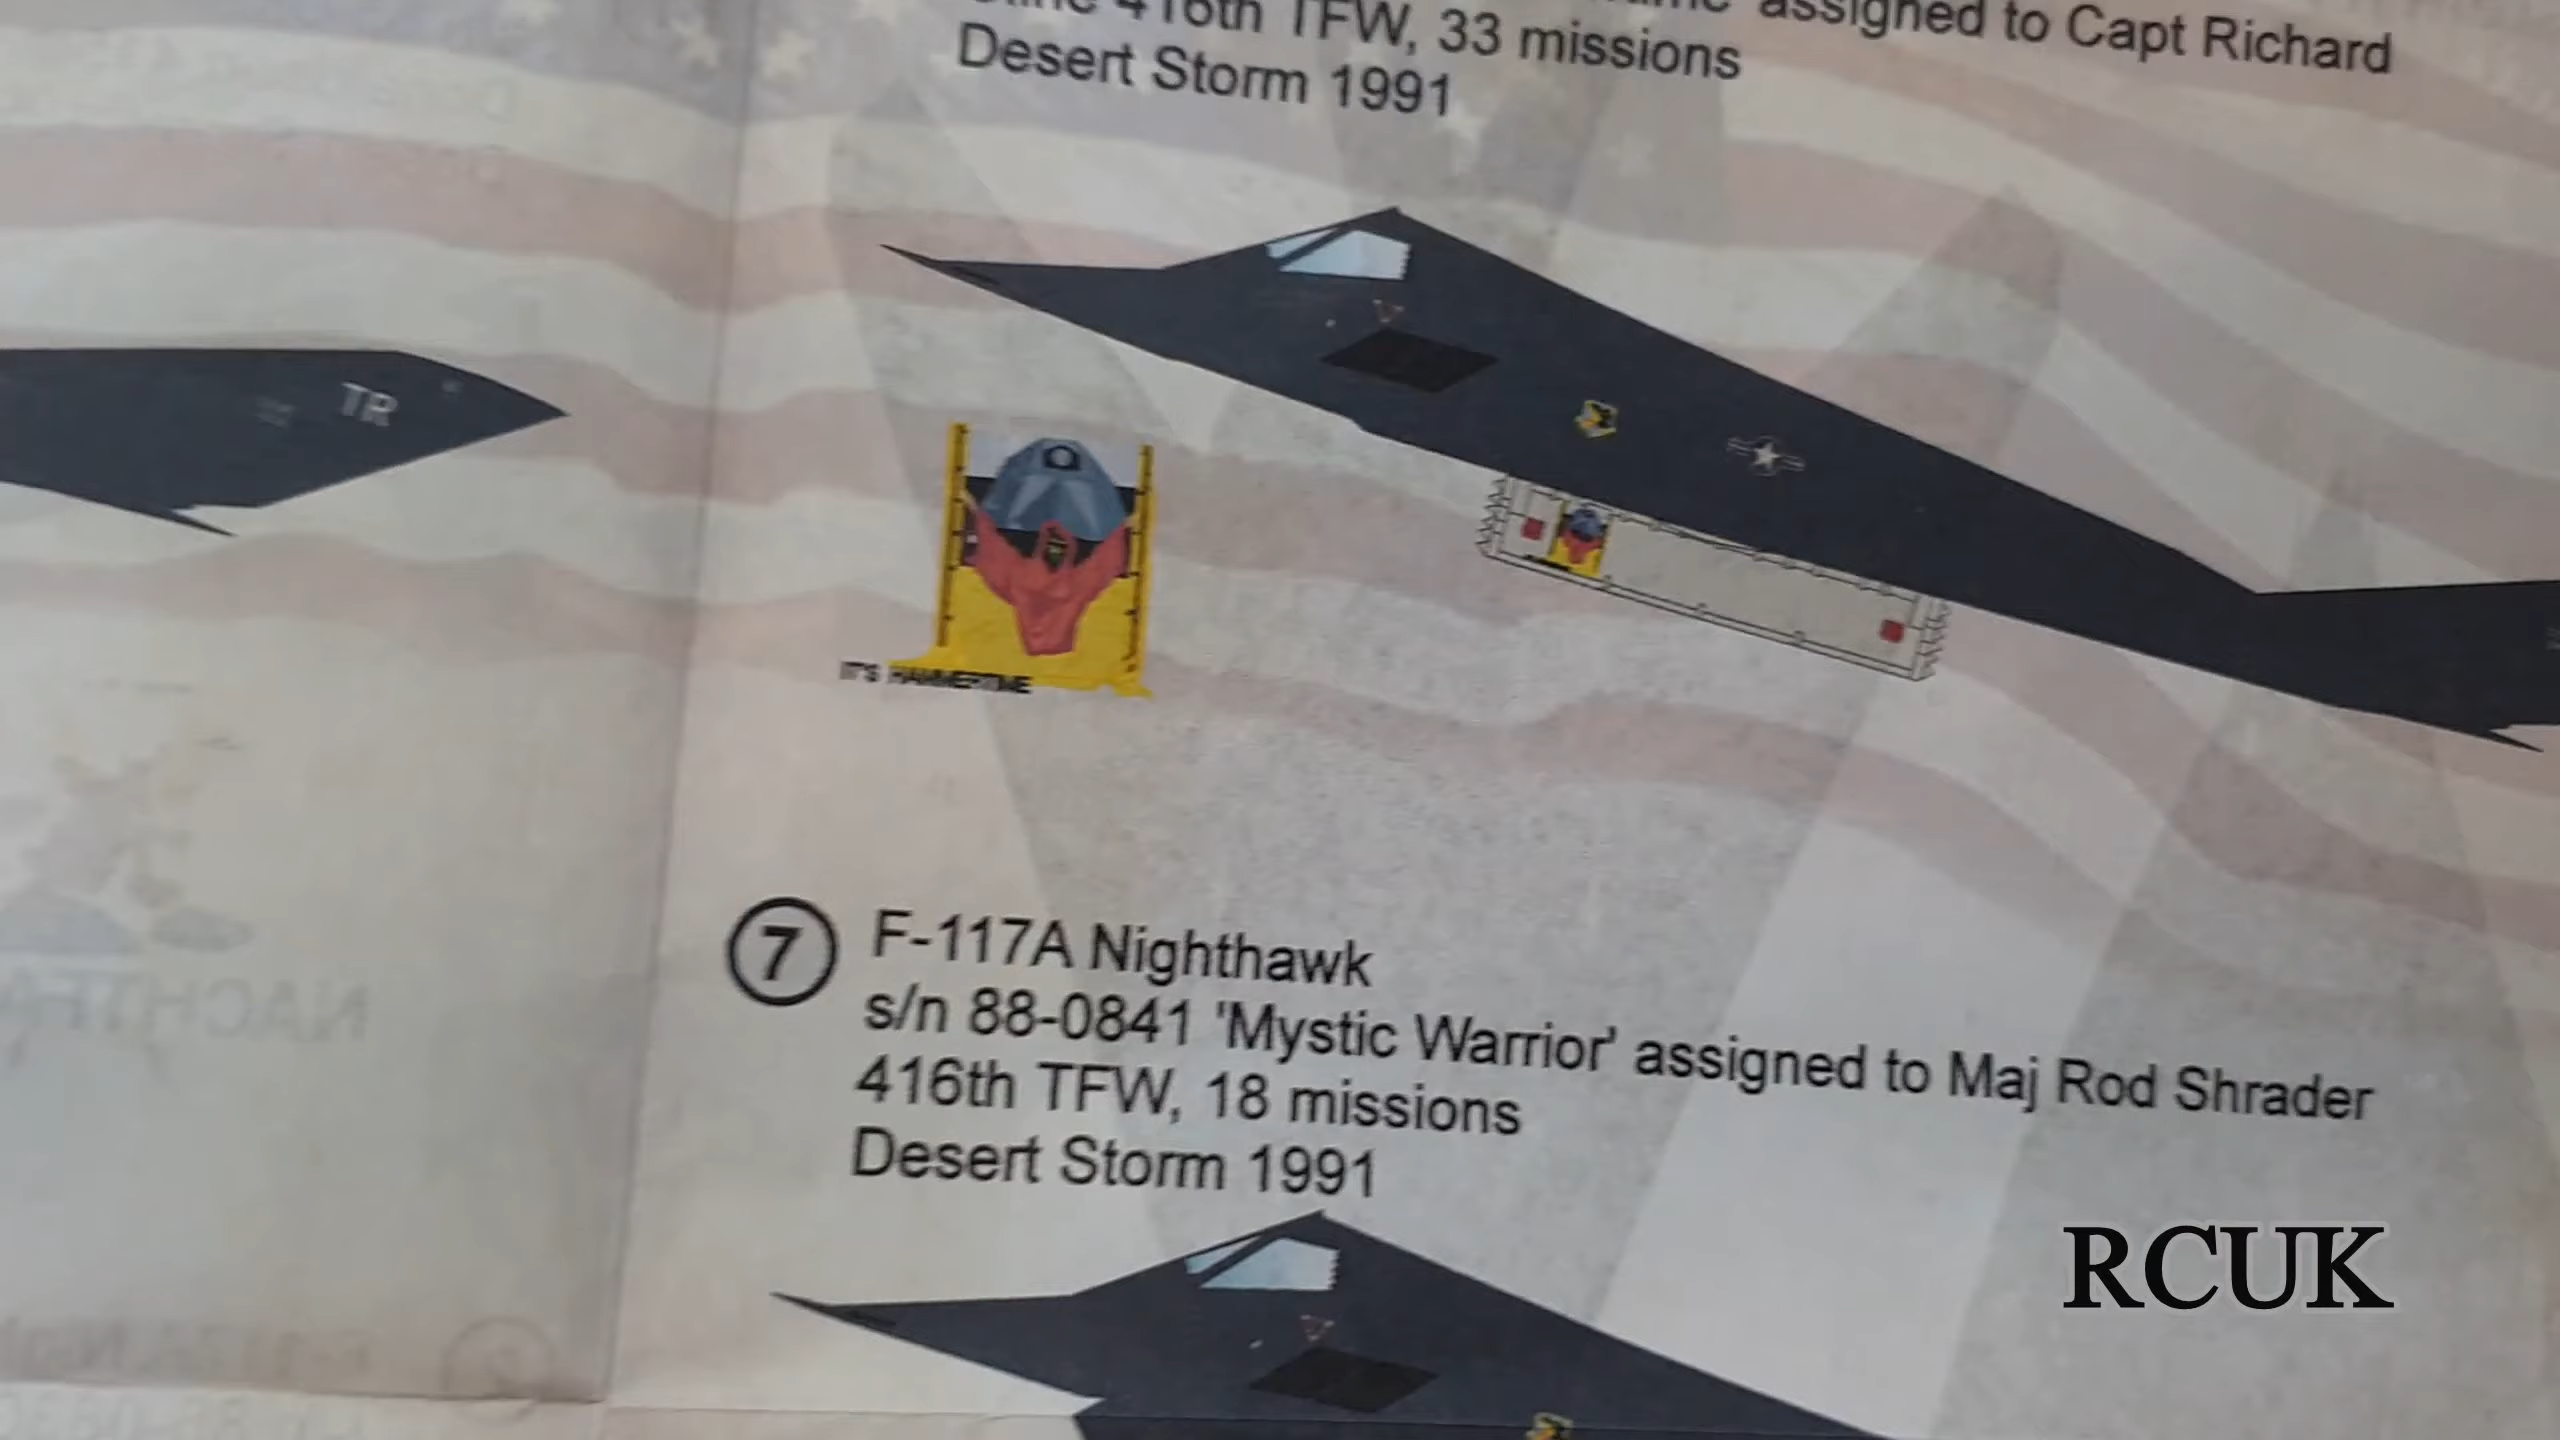 416th TFW, 33 missions
assigned to Capt Richard
Desert Storm 1991
TR
IT'S HAMMERTIME
7
F-117A Nighthawk
s/n 88-0841 'Mystic Warrior' assigned to Maj Rod Shrader
416th TFW, 18 missions
Desert Storm 1991
RCUK